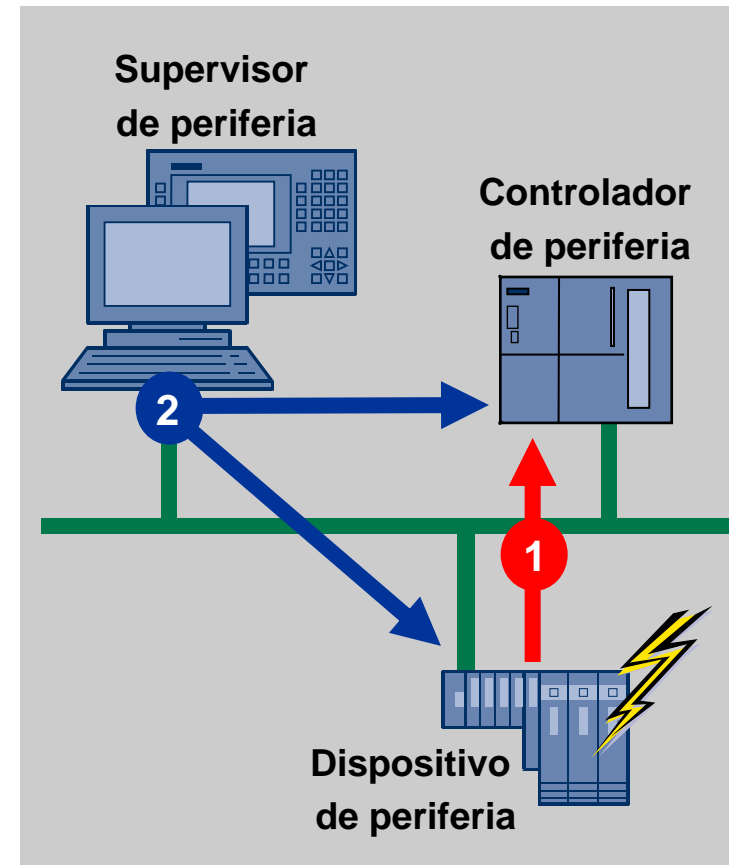 Supervisor
de periferia
Controlador
de periferia
2
1
Dispositivo
de periferia